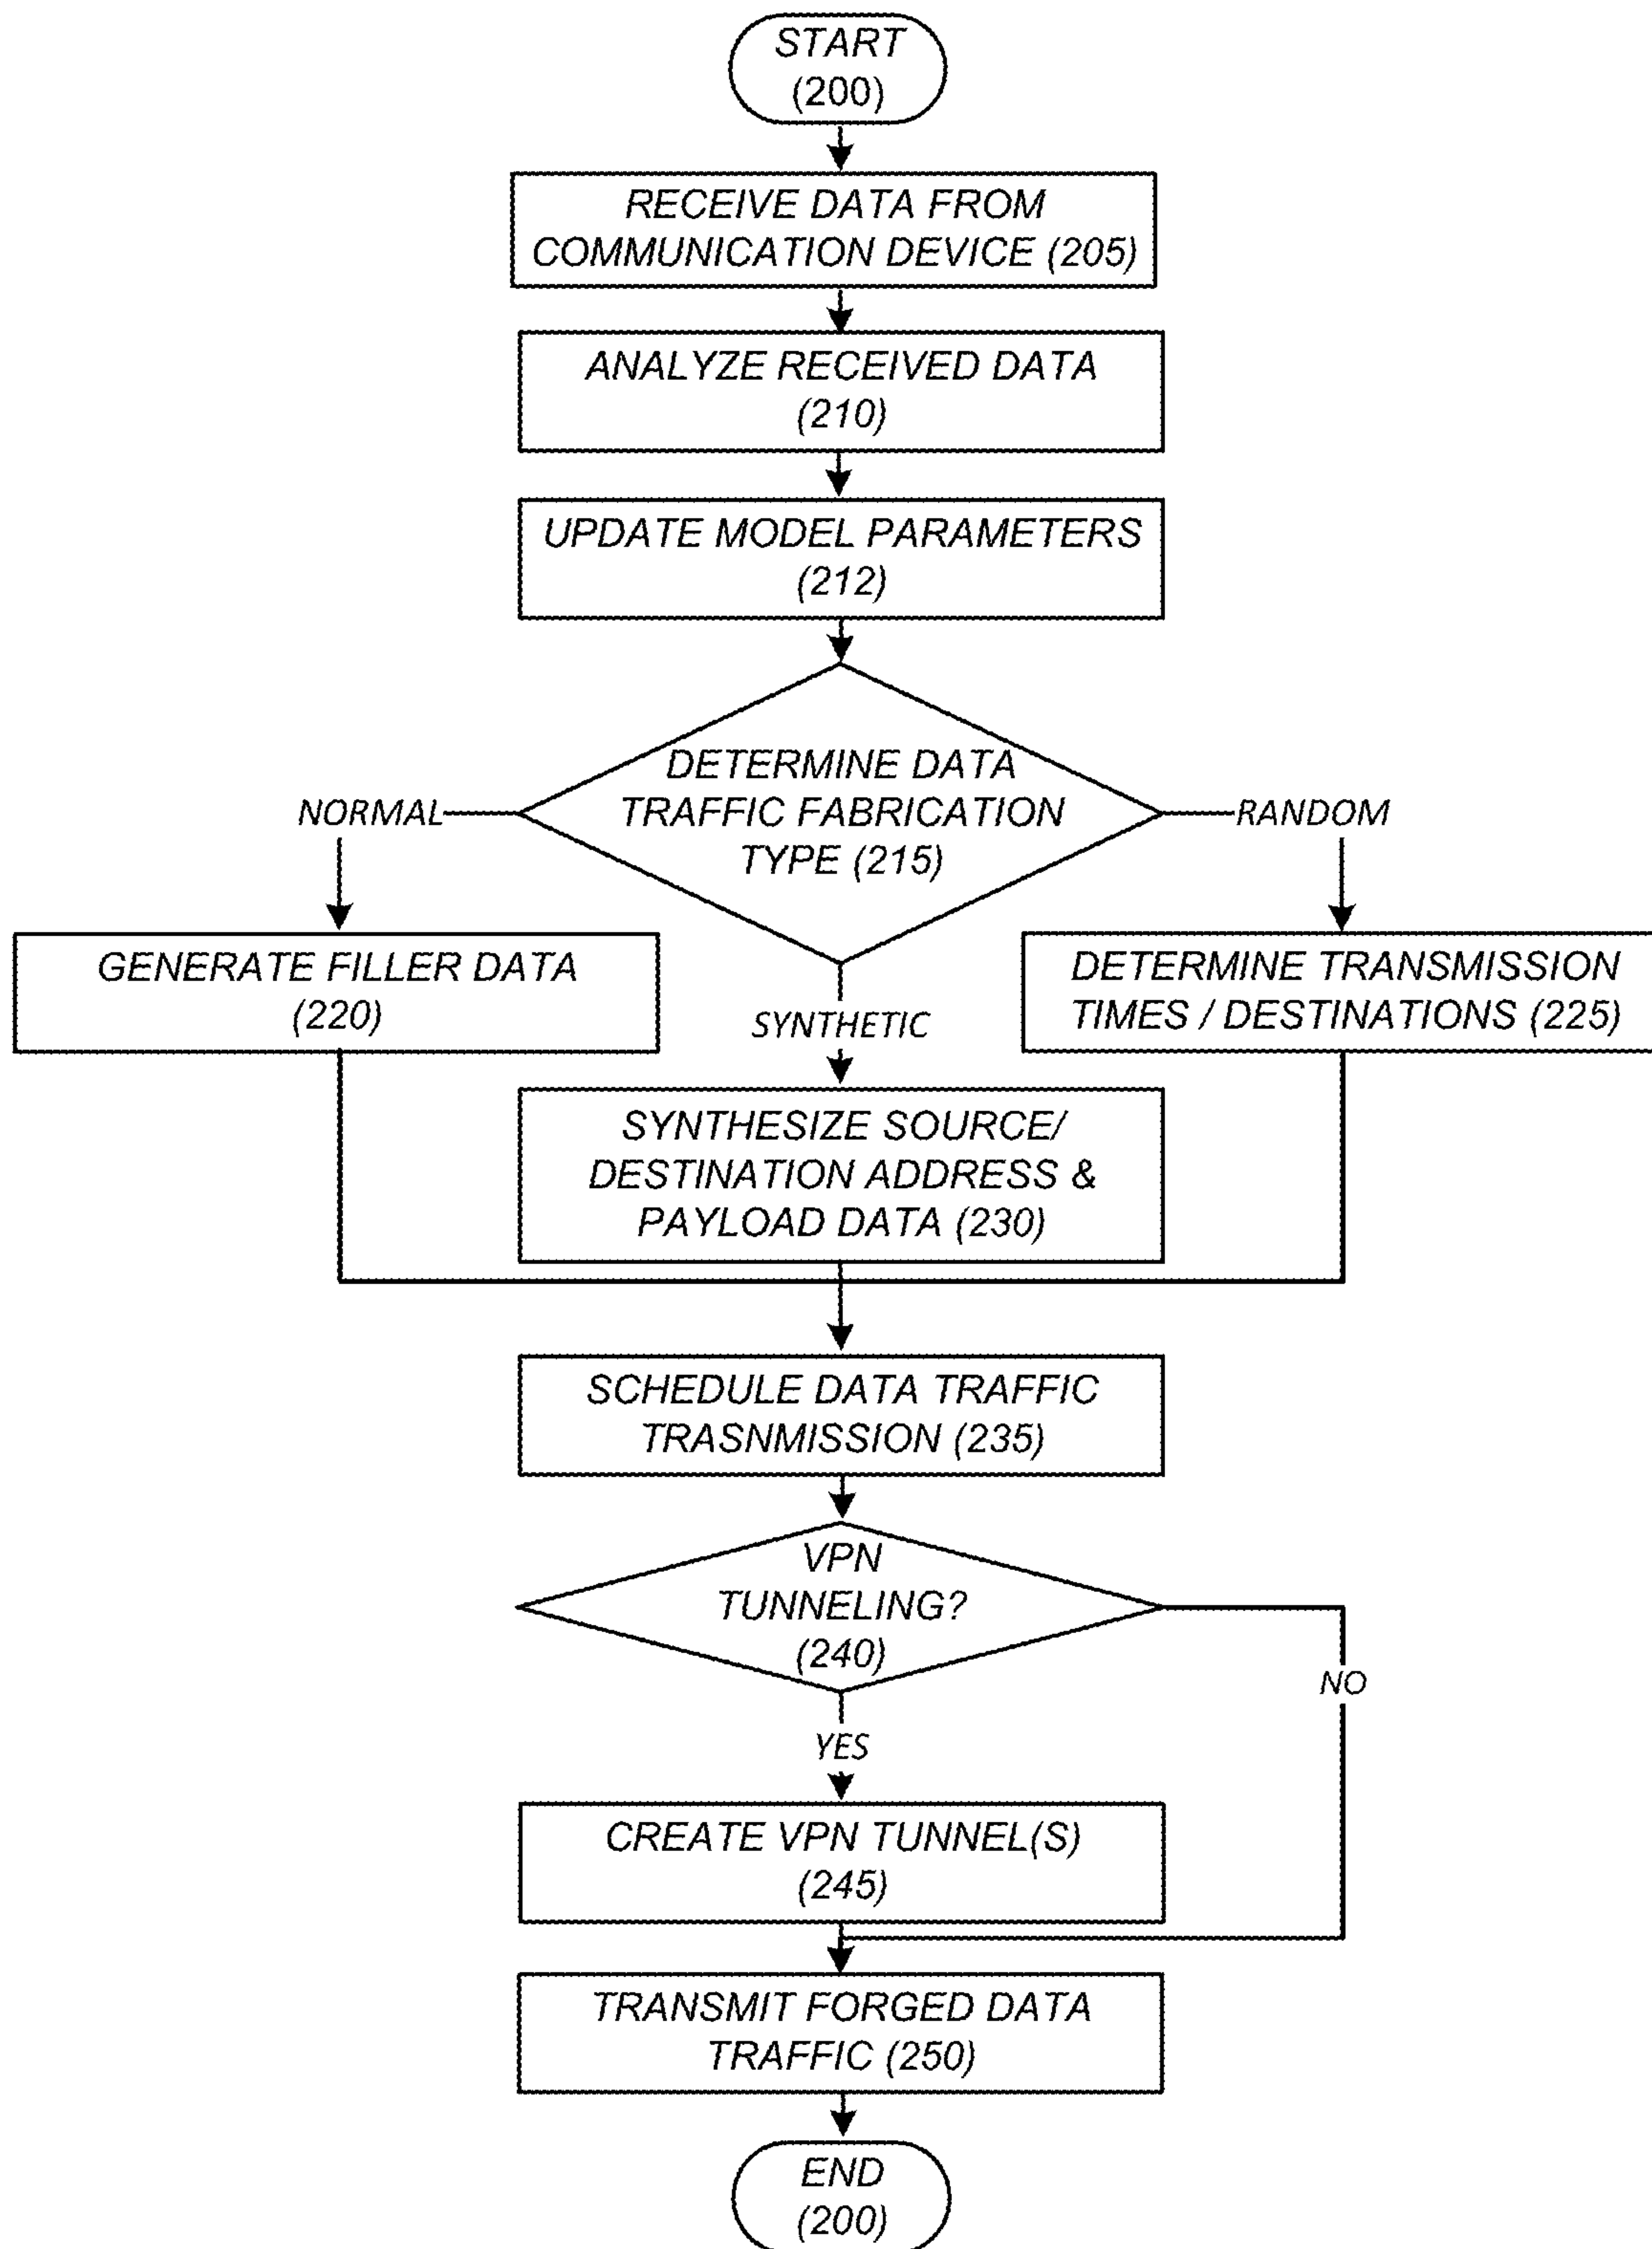 START
(200)
RECEIVE DATA FROM
COMMUNICATION DEVICE (205)
ANALYZE RECEIVED DATA
(210)
UPDATE MODEL PARAMETERS
(212)
DETERMINE DATA
TRAFFIC FABRICATION
TYPE (215)
NORMAL
RANDOM
GENERATE FILLER DATA
(220)
SYNTHETIC
DETERMINE TRANSMISSION
TIMES / DESTINATIONS (225)
SYNTHESIZE SOURCE/
DESTINATION ADDRESS &
PAYLOAD DATA (230)
SCHEDULE DATA TRAFFIC
TRASNMISSION (235)
VPN
TUNNELING?
(240)
NO
YES
CREATE VPN TUNNEL(S)
(245)
TRANSMIT FORGED DATA
TRAFFIC (250)
END
(200)